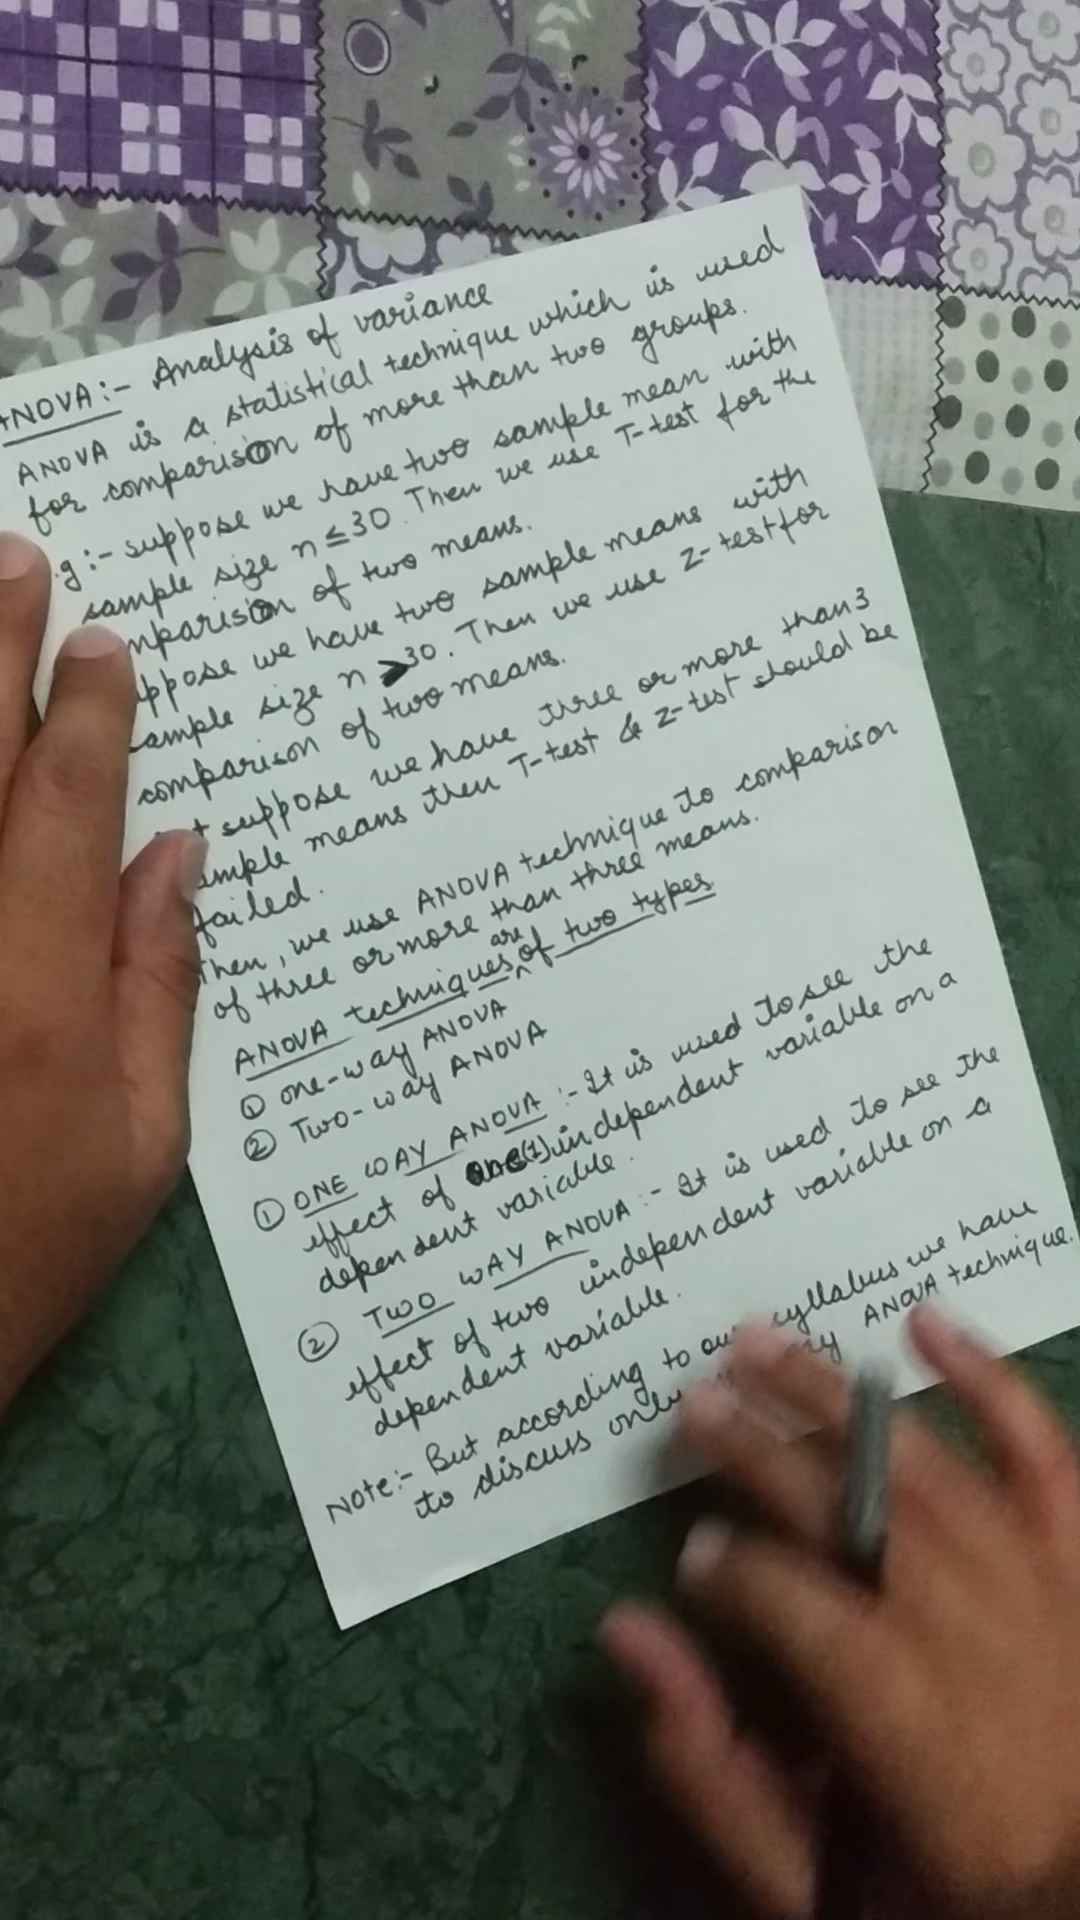 ANOVA:- Analysis of variance
ANOVA is a statistical technique which is used
for comparision of more than two groups.
.g:- suppose we have two sample mean with
sample size n ≤ 30. Then we use T-test for the
mparision of two means.
ppose we have two sample means with
sample size n > 30. Then we use Z-test for
comparison of two means.
suppose we have three or more than 3
ample means then T-test & Z-test should be
failed.
Then, we use ANOVA technique to comparison
of three or more than three means.
ANOVA techniques are of two types
① one-way ANOVA
② Two-way ANOVA
① ONE WAY ANOVA :- It is used to see the
effect of one(1) independent variable on a
dependent variable.
② TWO WAY ANOVA :- It is used to see the
effect of two independent variable on a
dependent variable.
Note:- But according to our syllabus we have
to discuss only ANOVA technique.